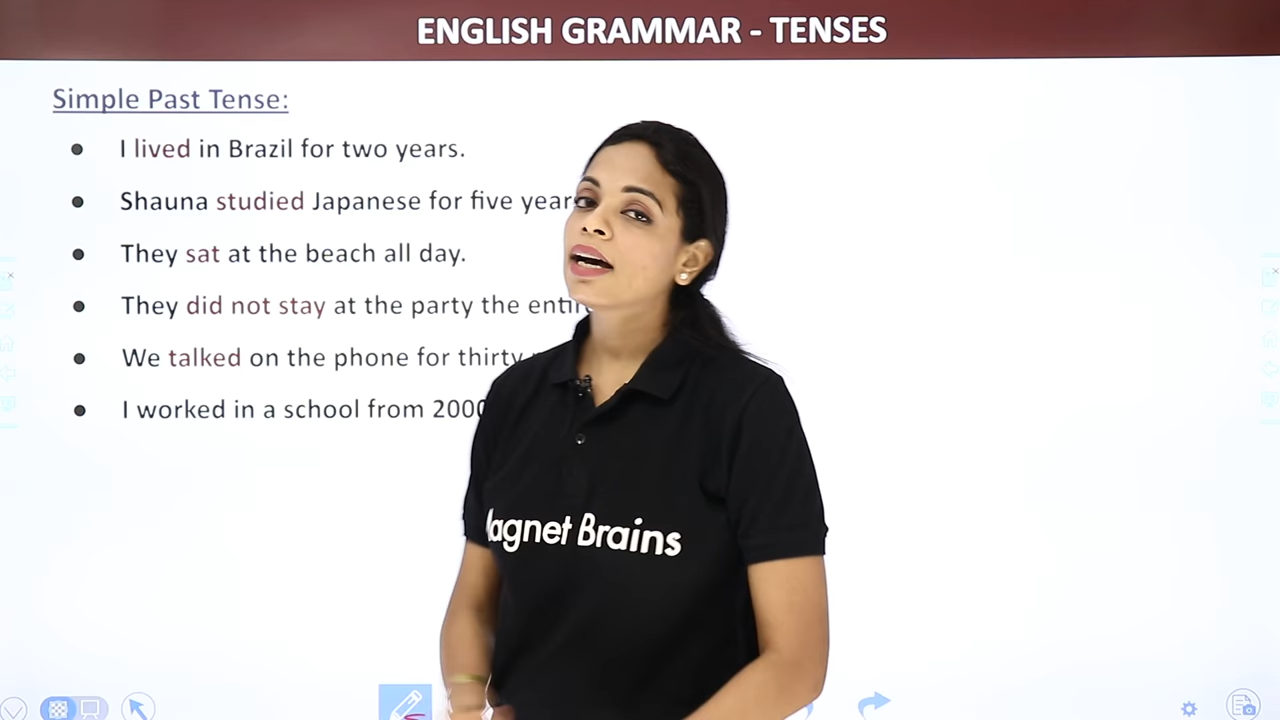 ENGLISH GRAMMAR - TENSES
Simple Past Tense:
I lived in Brazil for two years.
Shauna studied Japanese for five
They sat at the beach all day.
They did not stay at the party the
We talked on the phone for thirty
I worked in a school from
Brains